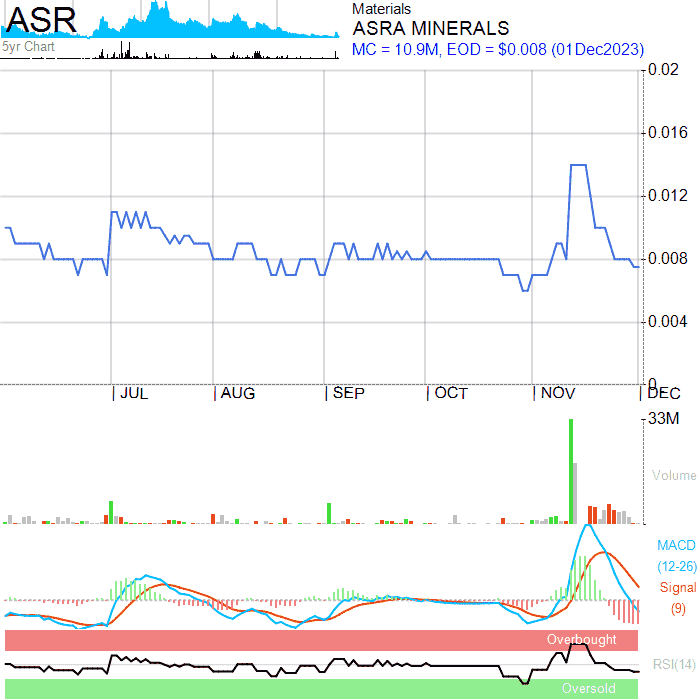 ASR
5yr Chart
Materials
ASRA MINERALS
MC = 10.9M, EOD = $0.008 (01Dec2023)
0.02
0.016
0.012
0.008
0.004
0
JUL AUG SEP OCT NOV DEC
33M
Volume
MACD
(12-26)
Signal
(9)
Overbought
RSI(14)
Oversold